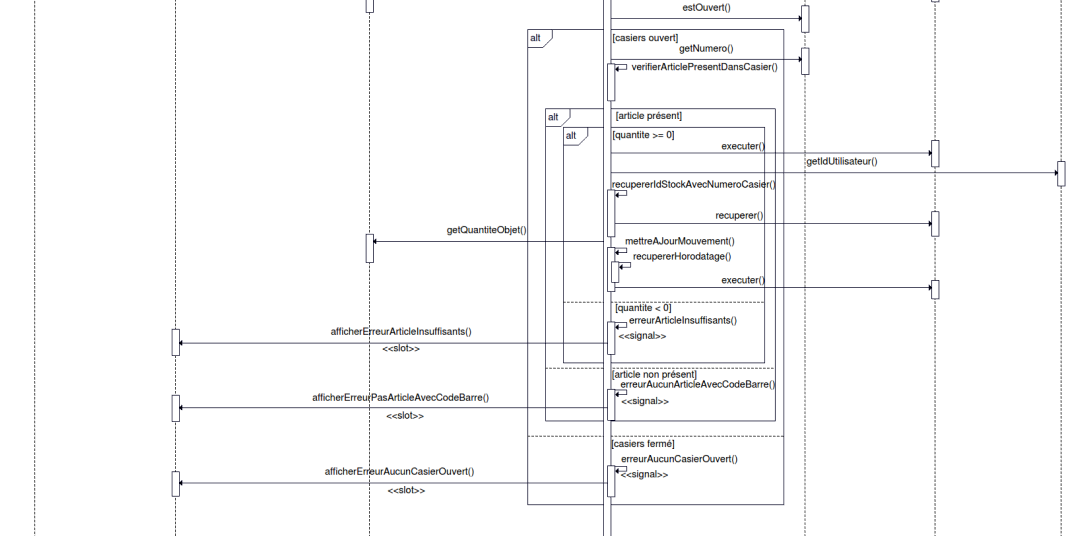 estOuvert()
alt
[casiers ouvert]
getNumero()
verifierArticlePresentDansCasier()
alt
[article présent]
alt
[quantite >= 0]
executer()
getIdUtilisateur()
recupererIdStockAvecNumeroCasier()
recuperer()
getQuantiteObjet()
mettreAJourMouvement()
recupererHorodatage()
executer()
[quantite < 0]
erreurArticleInsuffisants()
afficherErreurArticleInsuffisants()
<<signal>>
<<slot>>
[article non présent]
erreurAucunArticleAvecCodeBarre()
afficherErreurPasArticleAvecCodeBarre()
<<signal>>
<<slot>>
[casiers fermé]
erreurAucunCasierOuvert()
afficherErreurAucunCasierOuvert()
<<signal>>
<<slot>>